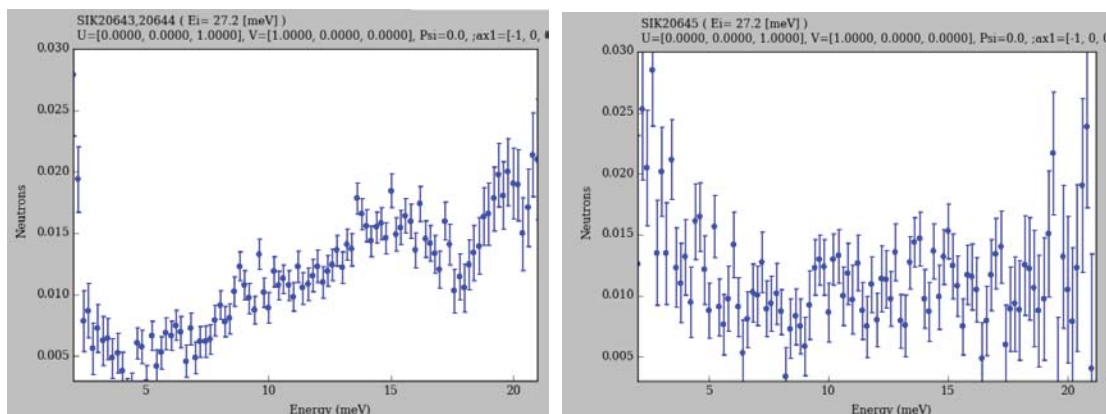 SIK20643,20644 ( Ei= 27.2 [meV] )
U=[0.0000, 0.0000, 1.0000], V=[1.0000, 0.0000, 0.0000], Psi=0.0, ;ax1=[-1, 0,
0.030
0.025
0.020
0.015
0.010
0.005
Neutrons
5
10
15
20
Energy (meV)
SIK20645 ( Ei= 27.2 [meV] )
U=[0.0000, 0.0000, 1.0000], V=[1.0000, 0.0000, 0.0000], Psi=0.0, ;ax1=[-1, 0,
0.030
0.025
0.020
0.015
0.010
0.005
Neutrons
5
10
15
20
Energy (meV)